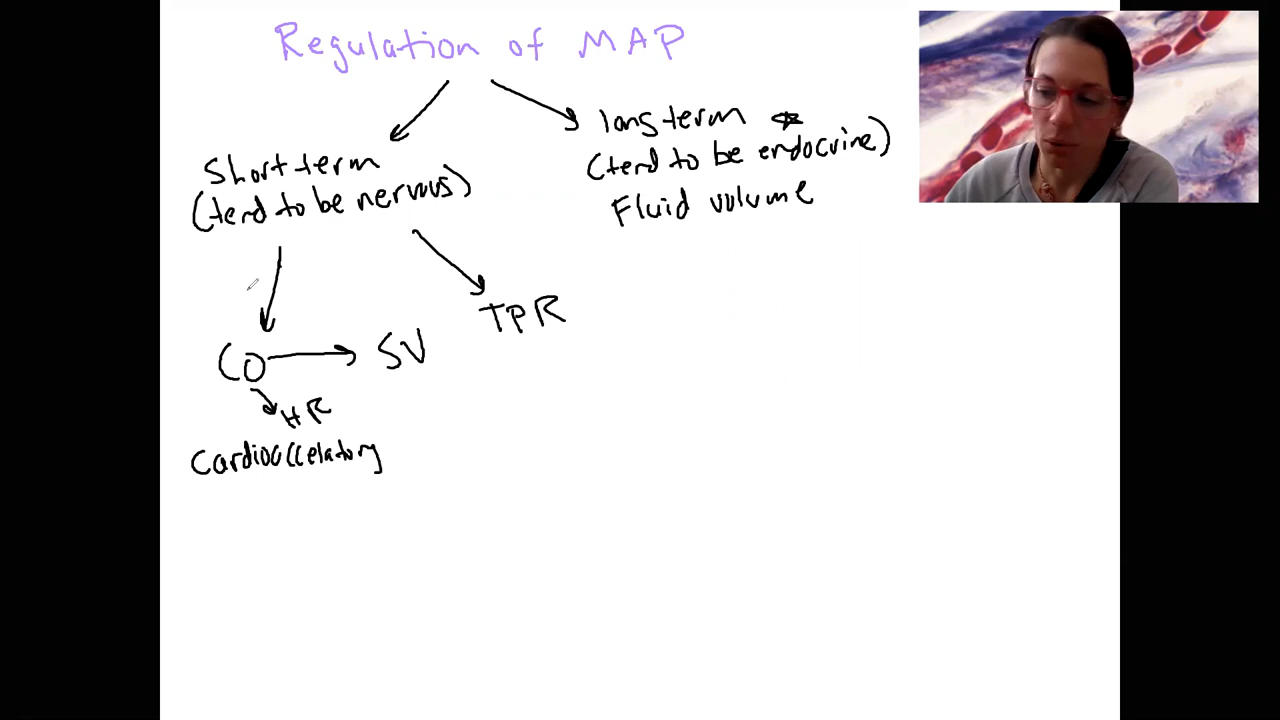 Regulation of MAP
Short term
(tend to be nervous)
long term
(tend to be endocrine)
Fluid volume
TPR
CO
SV
HR
Cardioaccelatory